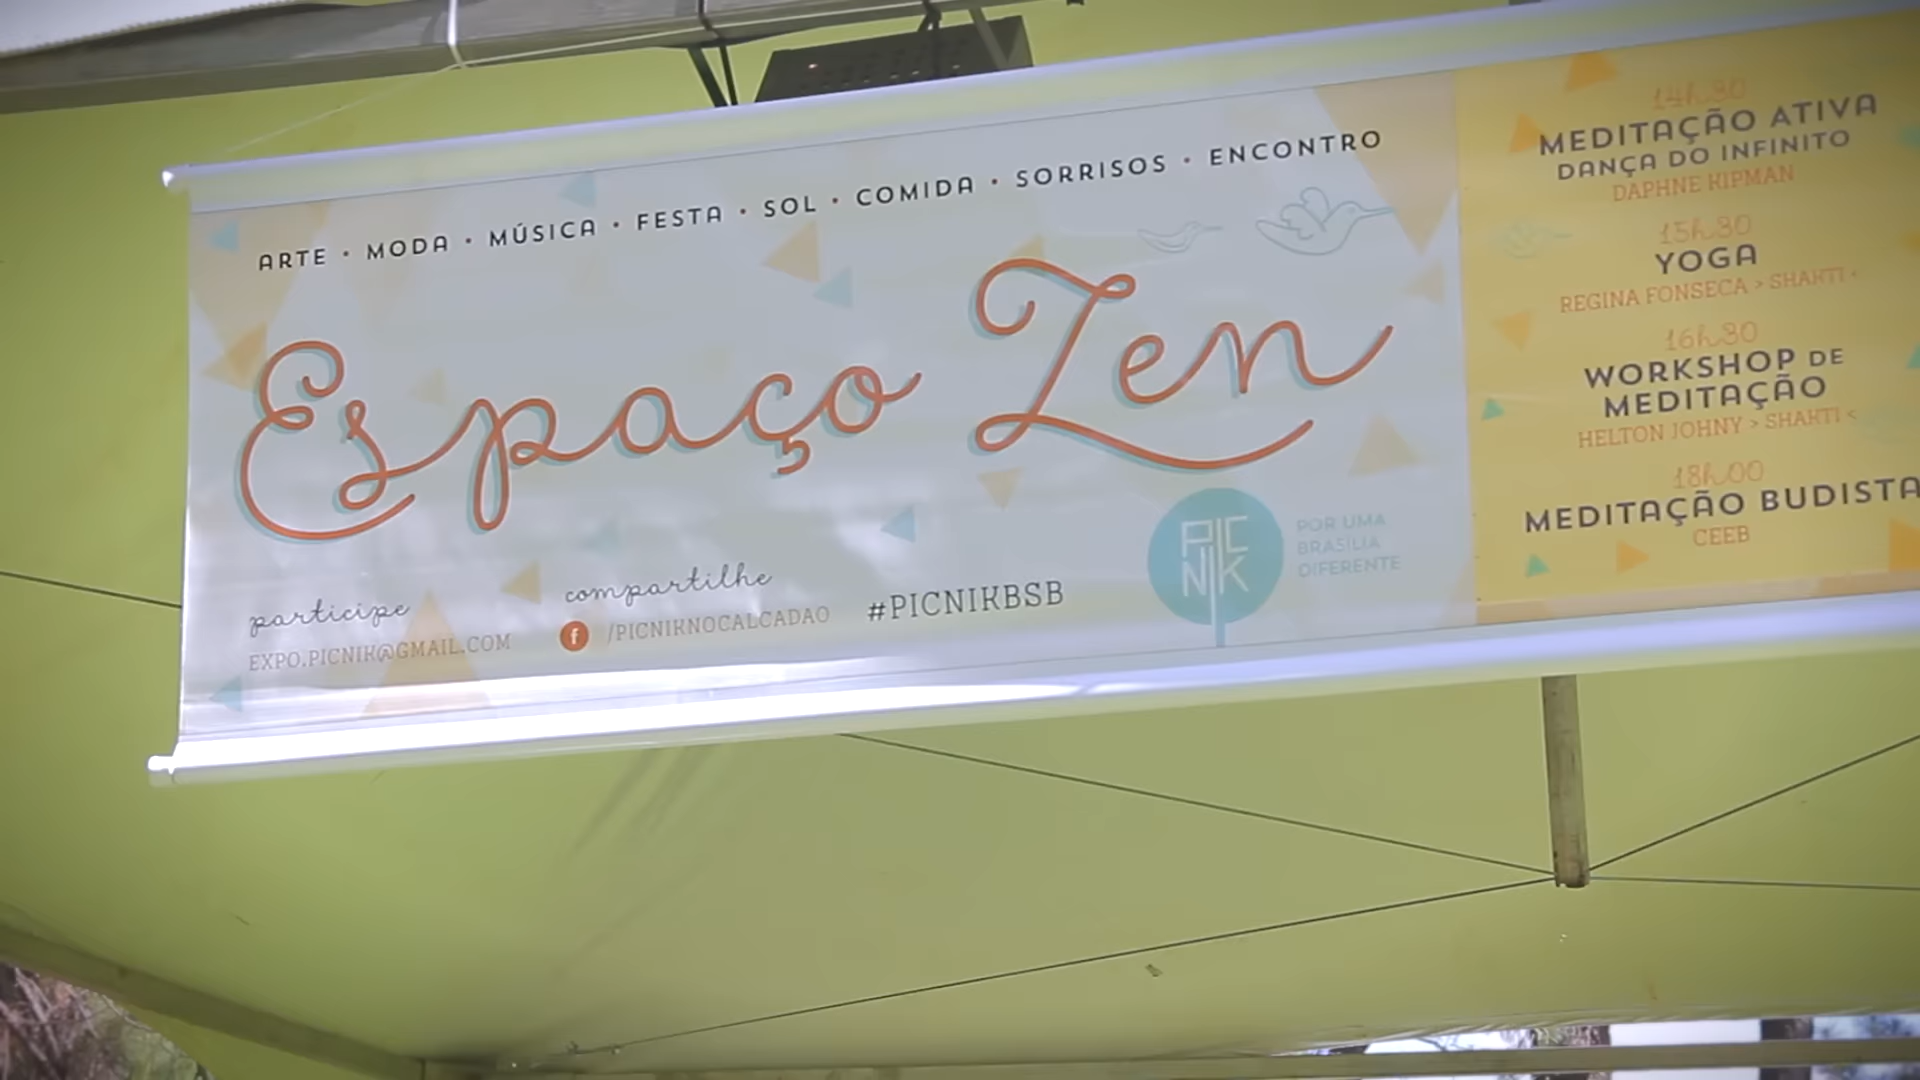 ARTE · MODA · MÚSICA · FESTA · SOL · COMIDA · SORRISOS · ENCONTRO
Espaço Zen
participe
EXPO.PICNIK@GMAIL.COM
compartilhe
f /PICNIKNOCALCADAO
#PICNIKBSB
PIC
NIK
POR UMA
BRASÍLIA
DIFERENTE
14h30
MEDITAÇÃO ATIVA
DANÇA DO INFINITO
DAPHNE KIPMAN
15h30
YOGA
REGINA FONSECA > SHAKTI <
16h30
WORKSHOP DE
MEDITAÇÃO
HELTON JOHNY > SHAKTI <
18h00
MEDITAÇÃO BUDISTA
CEEB